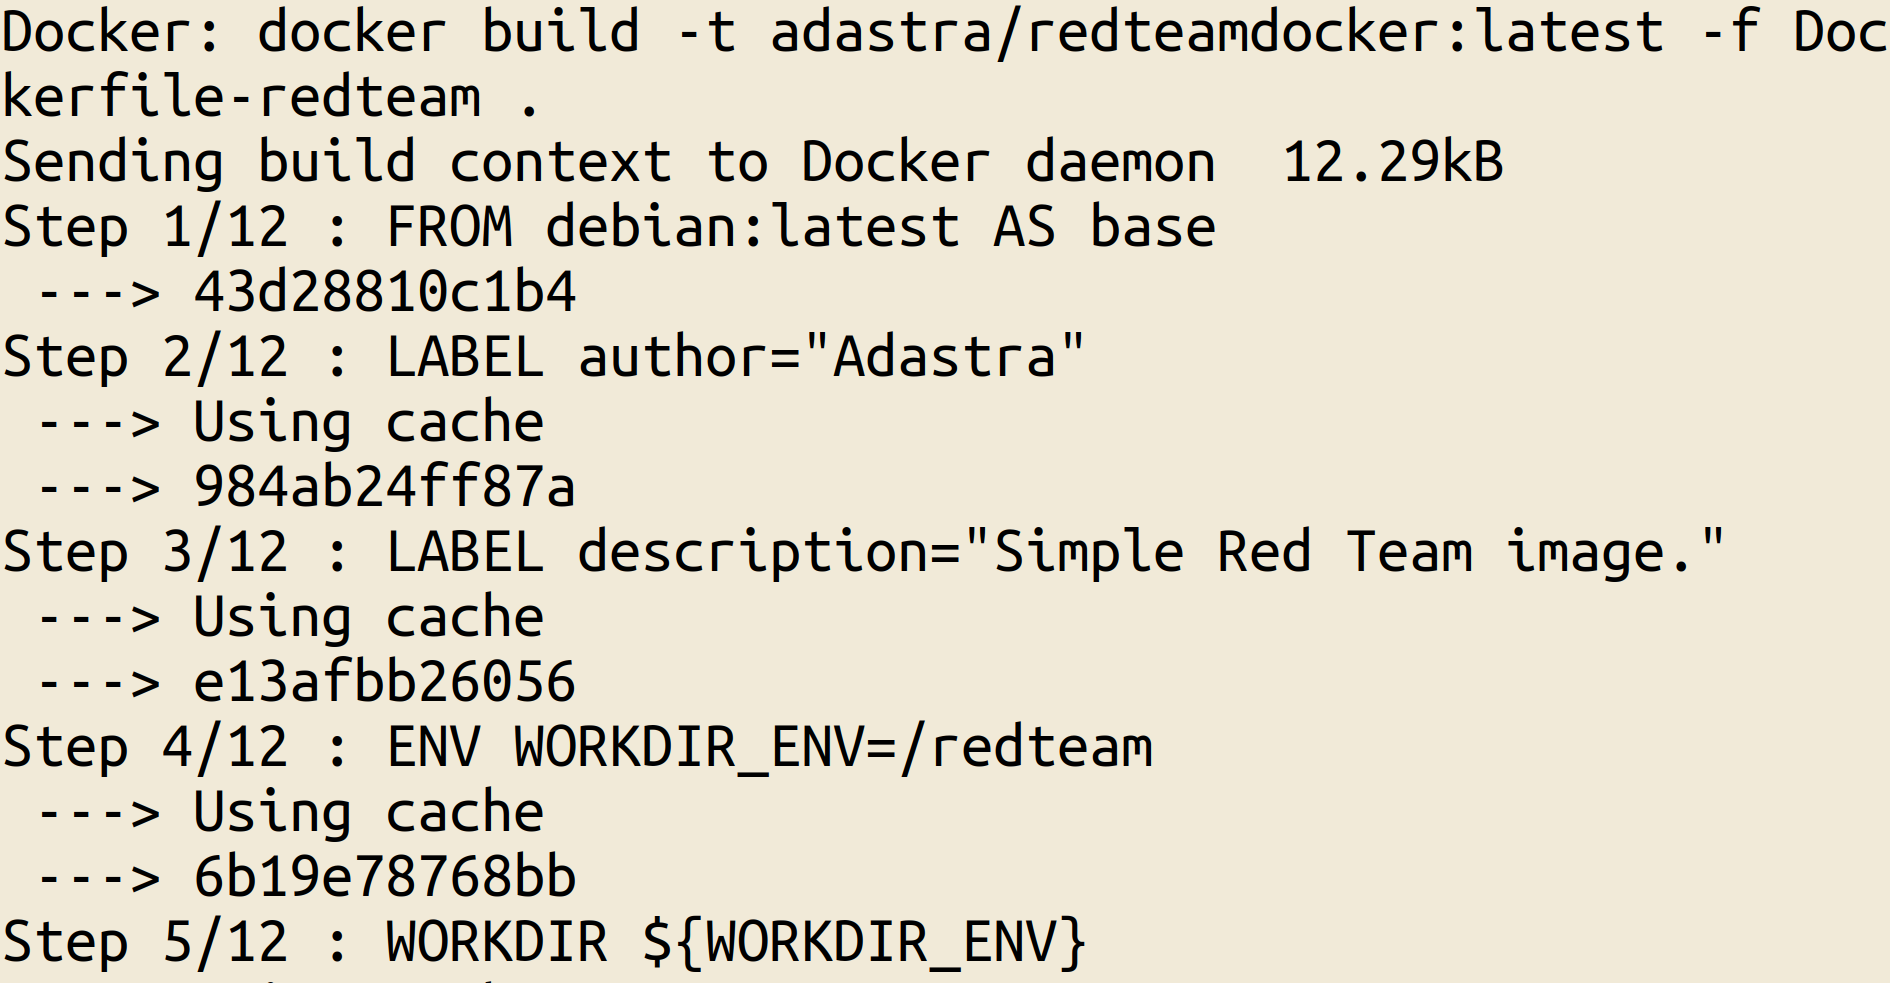 Docker: docker build -t adastra/redteamdocker:latest -f Doc
kerfile-redteam .
Sending build context to Docker daemon  12.29kB
Step 1/12 : FROM debian:latest AS base
 ---> 43d28810c1b4
Step 2/12 : LABEL author="Adastra"
 ---> Using cache
 ---> 984ab24ff87a
Step 3/12 : LABEL description="Simple Red Team image."
 ---> Using cache
 ---> e13afbb26056
Step 4/12 : ENV WORKDIR_ENV=/redteam
 ---> Using cache
 ---> 6b19e78768bb
Step 5/12 : WORKDIR ${WORKDIR_ENV}